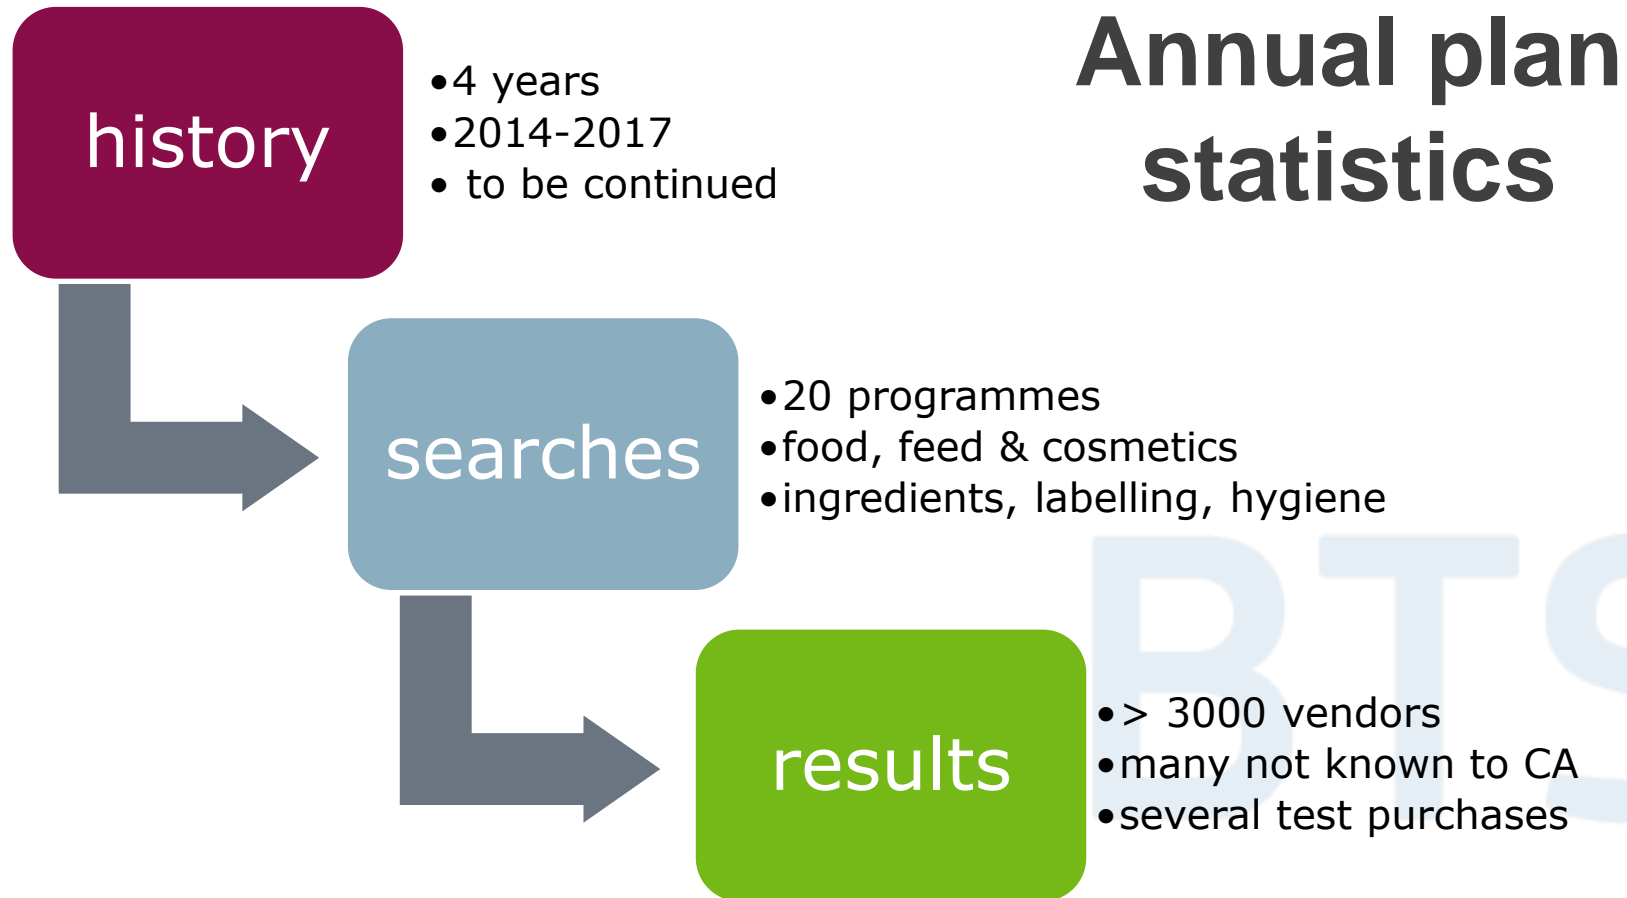 Annual plan
statistics
history
•4 years
•2014-2017
• to be continued
searches
•20 programmes
•food, feed & cosmetics
•ingredients, labelling, hygiene
results
•> 3000 vendors
•many not known to CA
•several test purchases
BTS